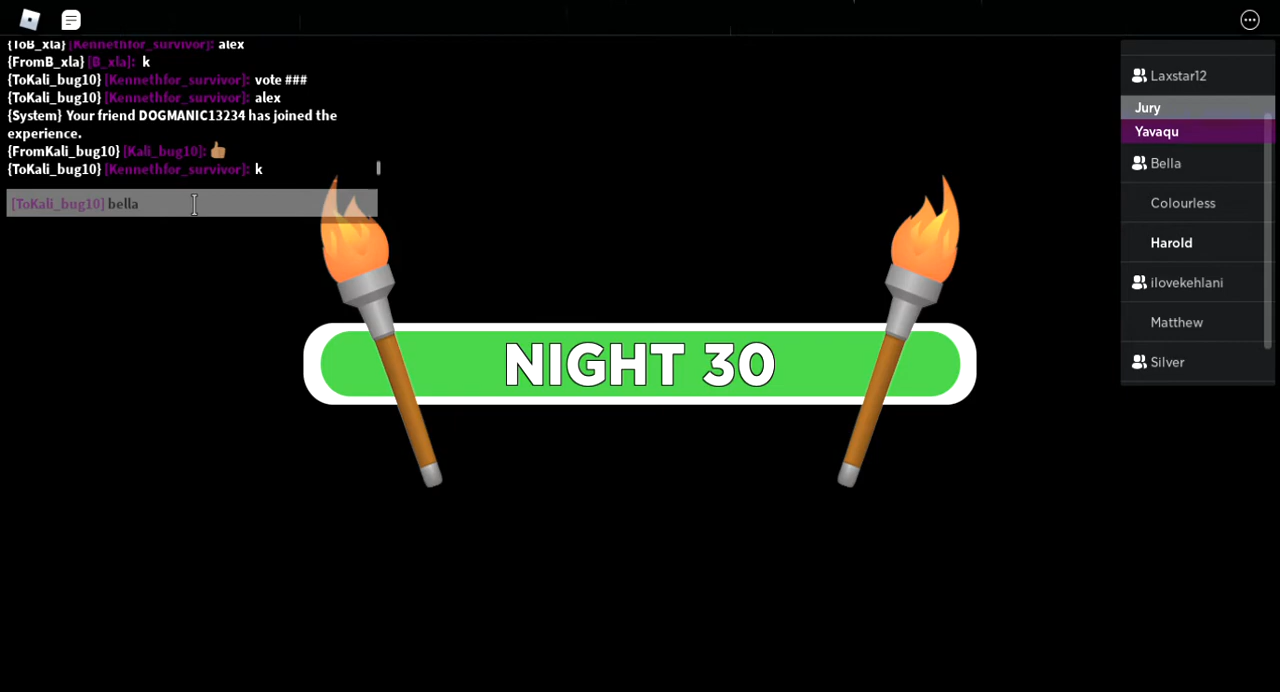 {ToB_xla} [Kennethfor_survivor]: alex
{FromB_xla} [B_xla]: k
{ToKali_bug10} [Kennethfor_survivor]: vote ###
{ToKali_bug10} [Kennethfor_survivor]: alex
{System} Your friend DOGMANIC13234 has joined the
experience.
{FromKali_bug10} [Kali_bug10]: 👍🏽
{ToKali_bug10} [Kennethfor_survivor]: k
[ToKali_bug10] bella
NIGHT 30
Laxstar12
Jury
Yavaqu
Bella
Colourless
Harold
ilovekehlani
Matthew
Silver